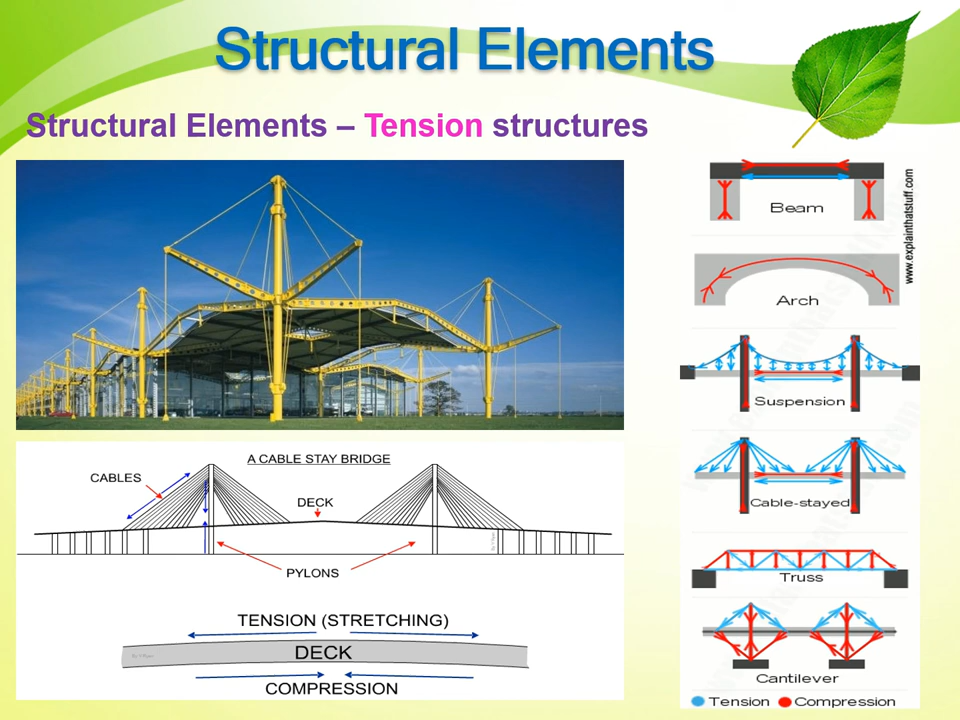 Structural Elements
Structural Elements – Tension structures
A CABLE STAY BRIDGE
CABLES
DECK
PYLONS
TENSION (STRETCHING)
DECK
COMPRESSION
www.explainthatstuff.com
Beam
Arch
Suspension
Cable-stayed
Truss
Cantilever
Tension Compression